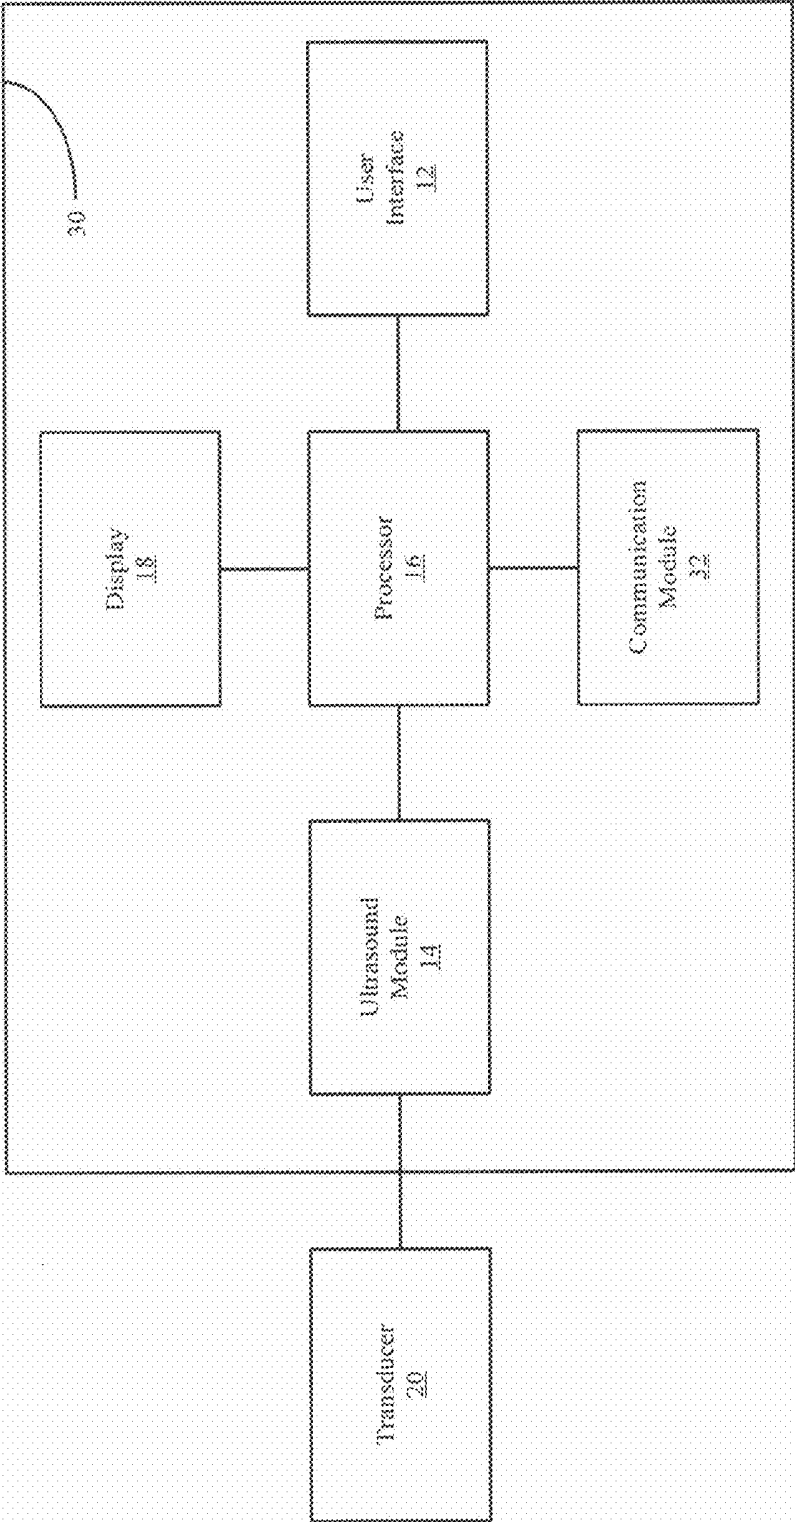 30
Display
18
Transducer
20
Ultrasound
Module
14
Processor
16
User
Interface
12
Communication
Module
32